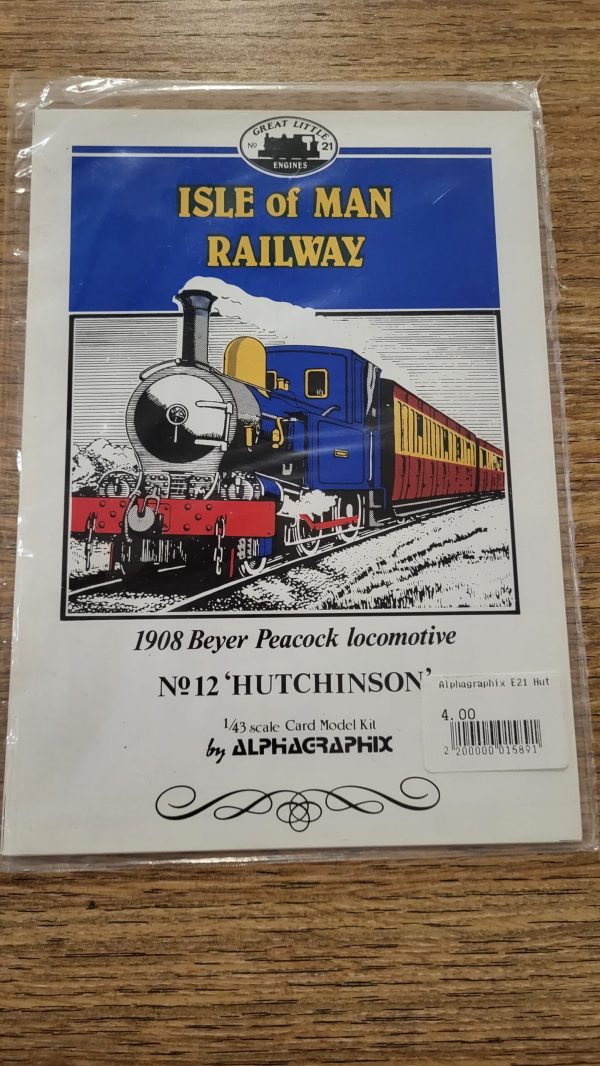 GREAT LITTLE
Nº 21
ENGINES
ISLE of MAN
RAILWAY
1908 Beyer Peacock locomotive
Nº 12 ‘HUTCHINSON’
1/43 scale Card Model Kit
by ALPHAGRAPHIX
Alphagraphix E21 Hut
4.00
2 200000 015891